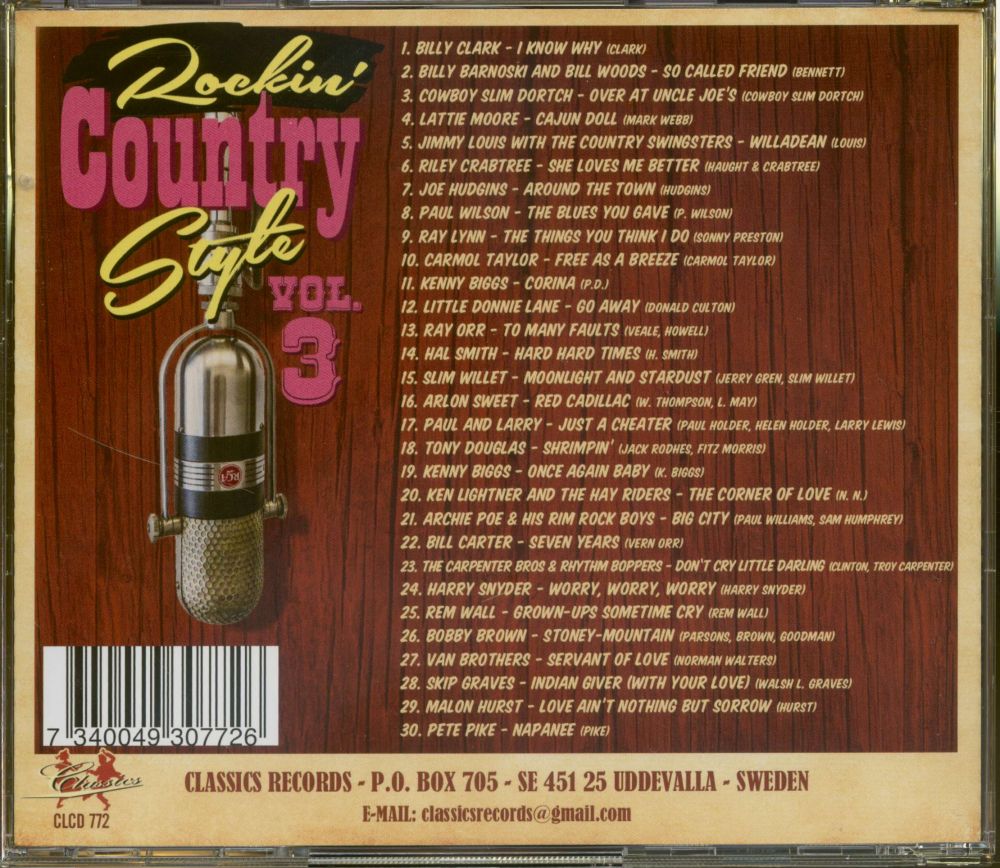 Rockin'
Country
Style
VOL.
3
1. BILLY CLARK - I KNOW WHY (CLARK)
2. BILLY BARNOSKI AND BILL WOODS - SO CALLED FRIEND (BENNETT)
3. COWBOY SLIM DORTCH - OVER AT UNCLE JOE'S (COWBOY SLIM DORTCH)
4. LATTIE MOORE - CAJUN DOLL (MARK WEBB)
5. JIMMY LOUIS WITH THE COUNTRY SWINGSTERS - WILLADEAN (LOUIS)
6. RILEY CRABTREE - SHE LOVES ME BETTER (HAUGHT & CRABTREE)
7. JOE HUDGINS - AROUND THE TOWN (HUDGINS)
8. PAUL WILSON - THE BLUES YOU GAVE (P. WILSON)
9. RAY LYNN - THE THINGS YOU THINK I DO (SONNY PRESTON)
10. CARMOL TAYLOR - FREE AS A BREEZE (CARMOL TAYLOR)
11. KENNY BIGGS - CORINA (P.D.)
12. LITTLE DONNIE LANE - GO AWAY (DONALD CULTON)
13. RAY ORR - TO MANY FAULTS (VEALE, HOWELL)
14. HAL SMITH - HARD HARD TIMES (H. SMITH)
15. SLIM WILLET - MOONLIGHT AND STARDUST (JERRY GREN, SLIM WILLET)
16. ARLON SWEET - RED CADILLAC (W. THOMPSON, L. MAY)
17. PAUL AND LARRY - JUST A CHEATER (PAUL HOLDER, HELEN HOLDER, LARRY LEWIS)
18. TONY DOUGLAS - SHRIMPIN' (JACK RODHES, FITZ MORRIS)
19. KENNY BIGGS - ONCE AGAIN BABY (K. BIGGS)
20. KEN LIGHTNER AND THE HAY RIDERS - THE CORNER OF LOVE (N. N.)
21. ARCHIE POE & HIS RIM ROCK BOYS - BIG CITY (PAUL WILLIAMS, SAM HUMPHREY)
22. BILL CARTER - SEVEN YEARS (VERN ORR)
23. THE CARPENTER BROS & RHYTHM BOPPERS - DON'T CRY LITTLE DARLING (CLINTON, TROY CARPENTER)
24. HARRY SNYDER - WORRY, WORRY, WORRY (HARRY SNYDER)
25. REM WALL - GROWN-UPS SOMETIME CRY (REM WALL)
26. BOBBY BROWN - STONEY-MOUNTAIN (PARSONS, BROWN, GOODMAN)
27. VAN BROTHERS - SERVANT OF LOVE (NORMAN WALTERS)
28. SKIP GRAVES - INDIAN GIVER (WITH YOUR LOVE) (WALSH L. GRAVES)
29. MALON HURST - LOVE AIN'T NOTHING BUT SORROW (HURST)
30. PETE PIKE - NAPANEE (PIKE)
RCA
7 340049 307726
Classics
CLCD 772
CLASSICS RECORDS - P.O. BOX 705 - SE 451 25 UDDEVALLA - SWEDEN
E-MAIL: classicsrecords@gmail.com